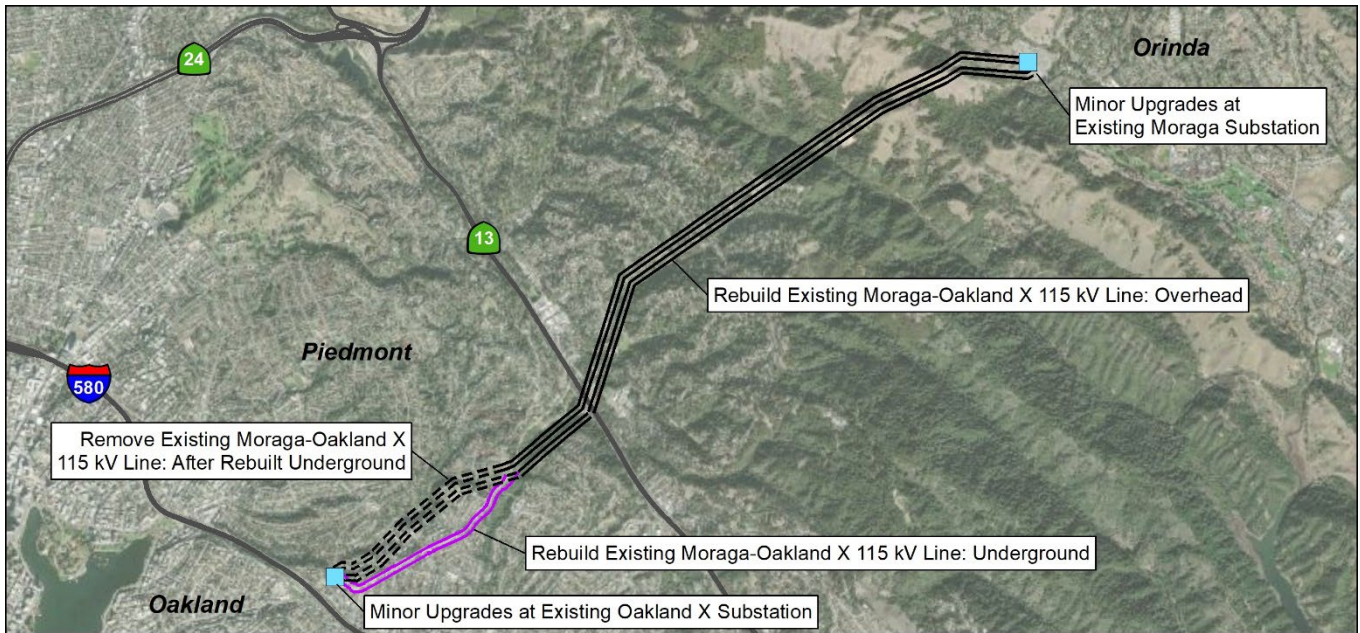 24
Orinda
Minor Upgrades at
Existing Moraga Substation
13
Rebuild Existing Moraga-Oakland X 115 kV Line: Overhead
Piedmont
580
Remove Existing Moraga-Oakland X
115 kV Line: After Rebuilt Underground
Rebuild Existing Moraga-Oakland X 115 kV Line: Underground
Oakland
Minor Upgrades at Existing Oakland X Substation